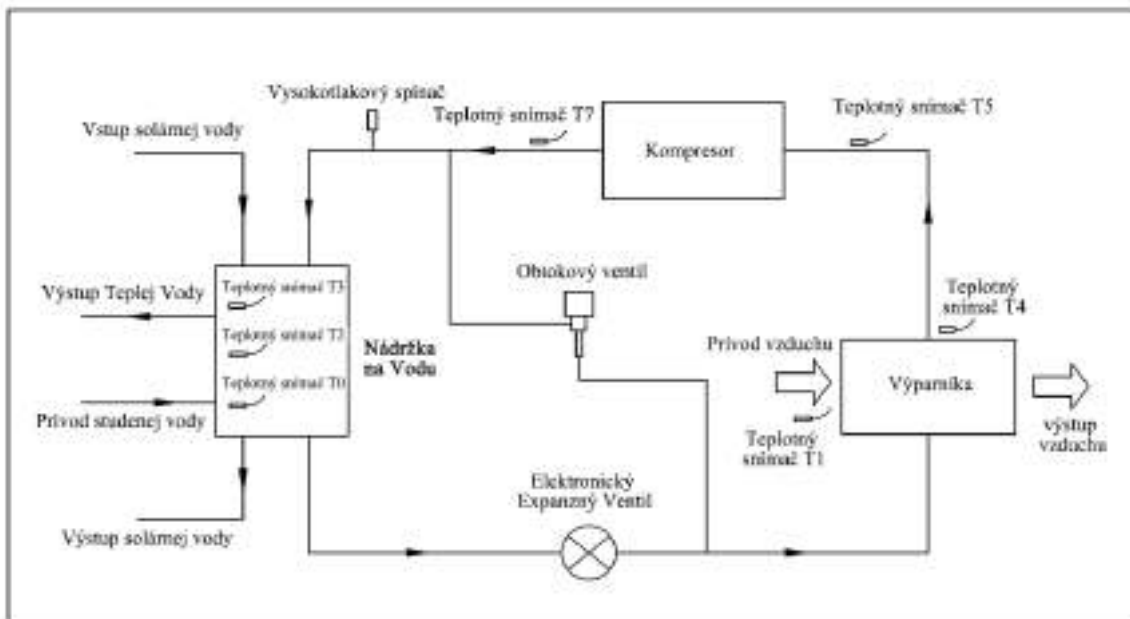 Vysokotlakový spínač
Teplotný snímač T7
Teplotný snímač T5
Vstup solárnej vody
Kompresor
Obtokový ventil
Teplotný snímač T3
Výstup Teplej Vody
Teplotný
snímač T4
Teplotný snímač T2
Nádržka
na Vodu
Prívod vzduchu
Výparníka
Teplotný snímač T0
Prívod studenej vody
Teplotný
snímač T1
výstup
vzduchu
Elektronický
Expanzný Ventil
Výstup solárnej vody